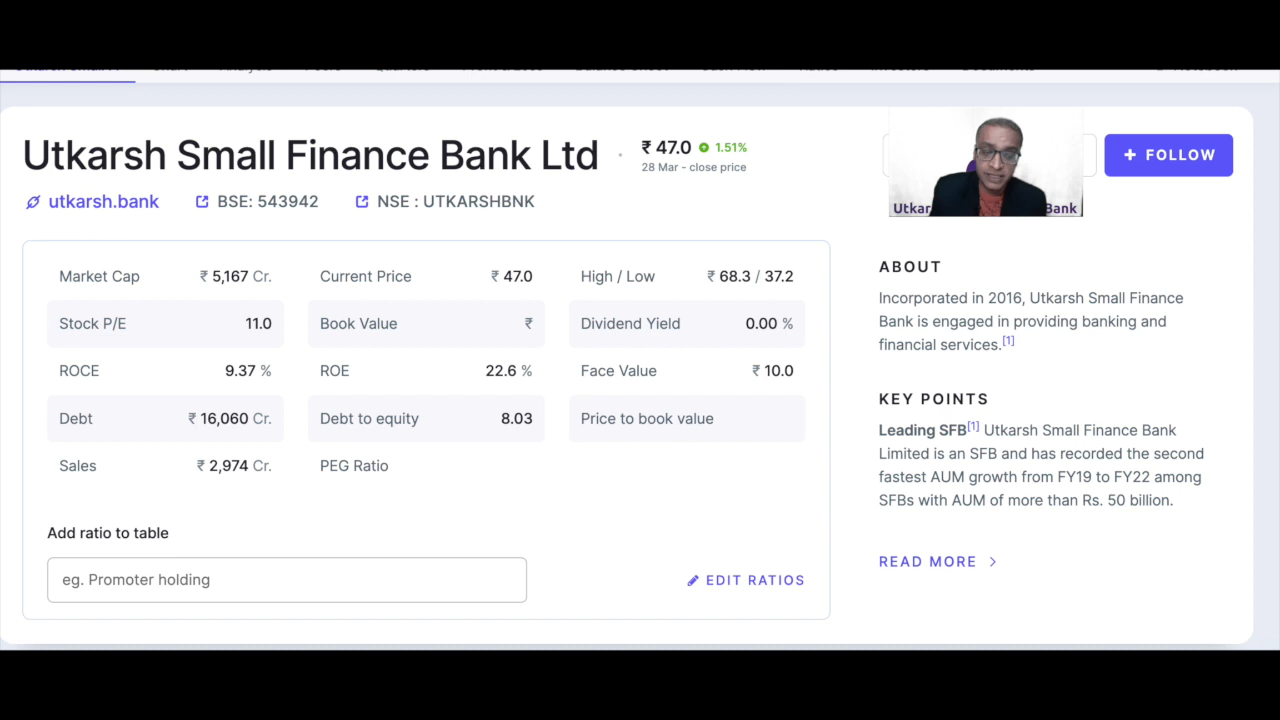 Utkarsh Small Finance Bank Ltd
₹ 47.0 1.51%
28 Mar - close price
+ FOLLOW
utkarsh.bank
BSE: 543942
NSE : UTKARSHBNK
Utkar
Bank
Market Cap ₹ 5,167 Cr.
Current Price ₹ 47.0
High / Low ₹ 68.3 / 37.2
Stock P/E 11.0
Book Value ₹
Dividend Yield 0.00 %
ROCE 9.37 %
ROE 22.6 %
Face Value ₹ 10.0
Debt ₹ 16,060 Cr.
Debt to equity 8.03
Price to book value
Sales ₹ 2,974 Cr.
PEG Ratio
Add ratio to table
eg. Promoter holding
EDIT RATIOS
ABOUT
Incorporated in 2016, Utkarsh Small Finance
Bank is engaged in providing banking and
financial services.[1]
KEY POINTS
Leading SFB[1] Utkarsh Small Finance Bank
Limited is an SFB and has recorded the second
fastest AUM growth from FY19 to FY22 among
SFBs with AUM of more than Rs. 50 billion.
READ MORE